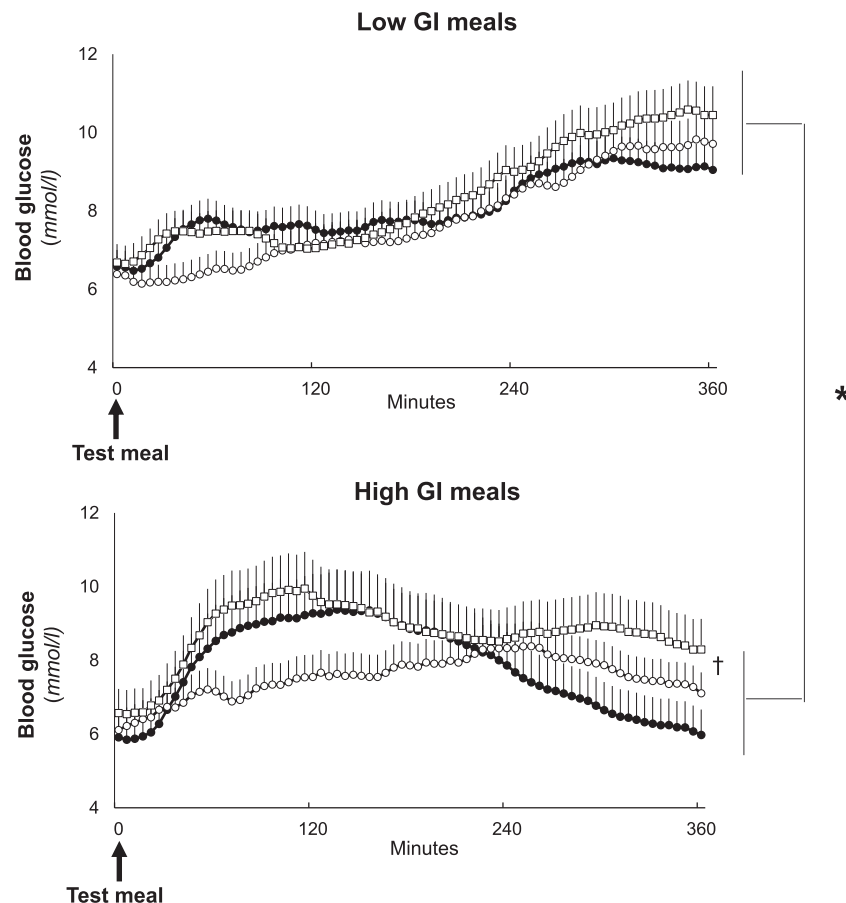 Low GI meals
12
10
8
6
4
Blood glucose
(mmol/l)
0 120 240 360
Minutes
Test meal
*
High GI meals
12
10
8
6
4
Blood glucose
(mmol/l)
†
0 120 240 360
Minutes
Test meal